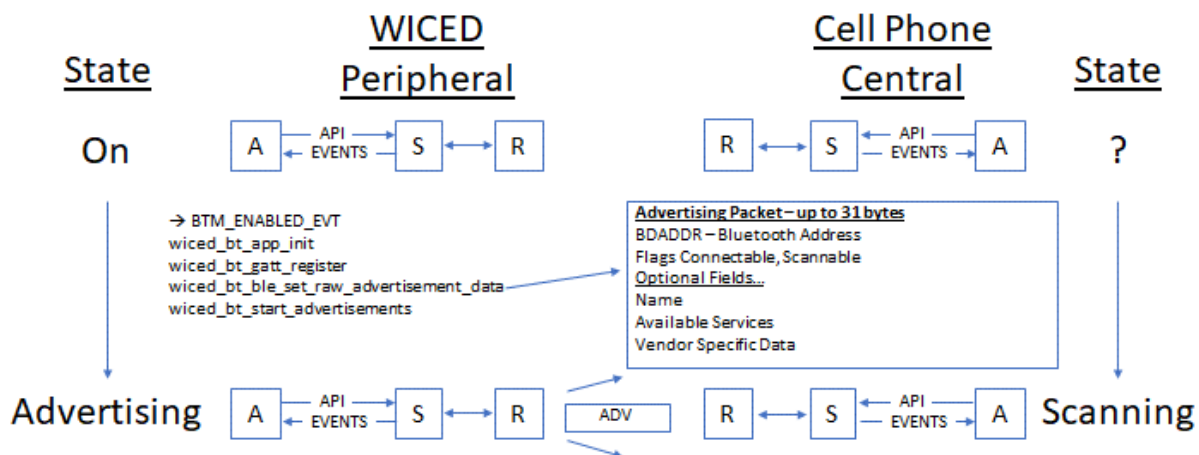 WICED
Peripheral
Cell Phone
Central
State
State
On
A
API
EVENTS
S
R
R
S
API
EVENTS
A
?
→ BTM_ENABLED_EVT
wiced_bt_app_init
wiced_bt_gatt_register
wiced_bt_ble_set_raw_advertisement_data
wiced_bt_start_advertisements
Advertising Packet – up to 31 bytes
BDADDR – Bluetooth Address
Flags Connectable, Scannable
Optional Fields...
Name
Available Services
Vendor Specific Data
Advertising
A
API
EVENTS
S
R
ADV
R
S
API
EVENTS
A
Scanning